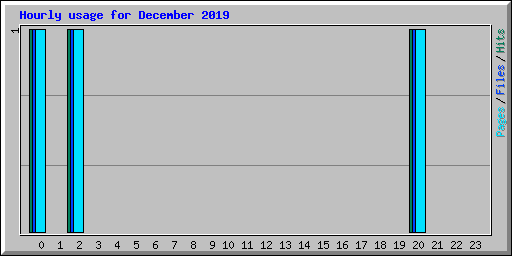 Hourly usage for December 2019
1
Pages/Files/Hits
0 1 2 3 4 5 6 7 8 9 10 11 12 13 14 15 16 17 18 19 20 21 22 23